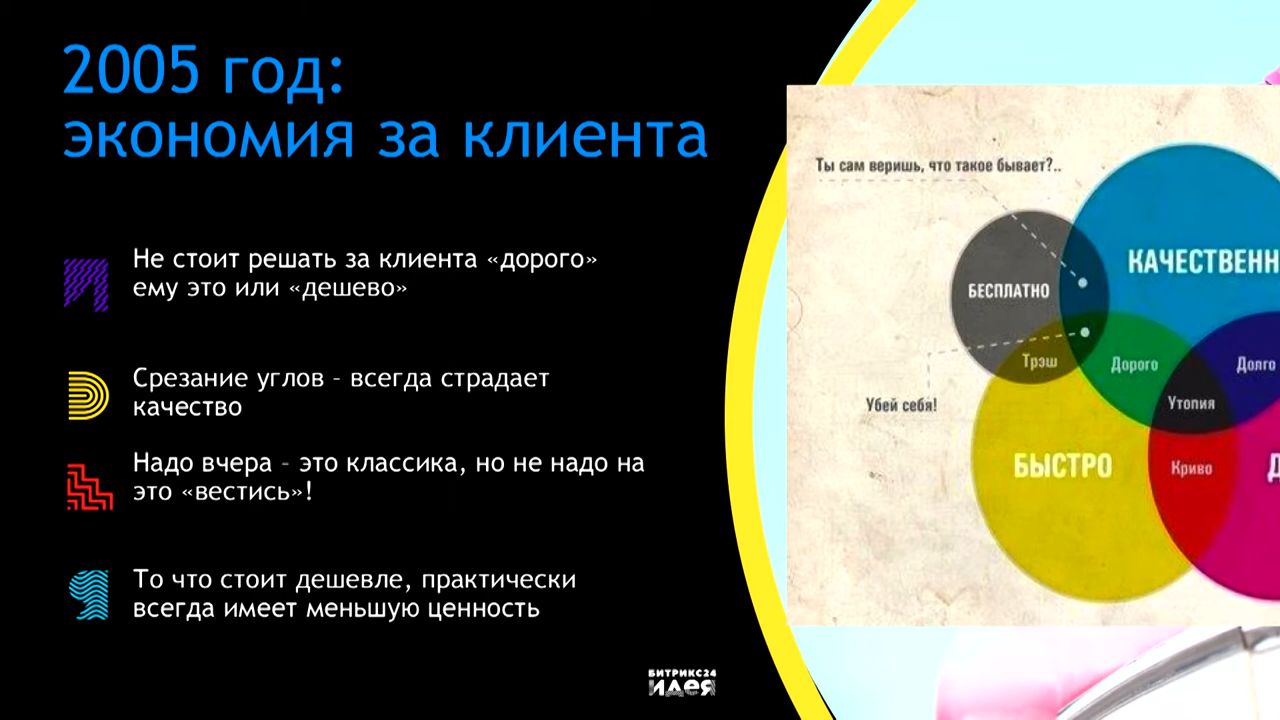 2005 год:
экономия за клиента
Не стоит решать за клиента «дорого»
ему это или «дешево»
Срезание углов – всегда страдает
качество
Надо вчера – это классика, но не надо на
это «вестись»!
То что стоит дешевле, практически
всегда имеет меньшую ценность
БИТРИКС24
идея
Ты сам веришь, что такое бывает?..
КАЧЕСТВЕНН
БЕСПЛАТНО
Трэш
Дорого
Долго
Утопия
Убей себя!
БЫСТРО
Криво
Д